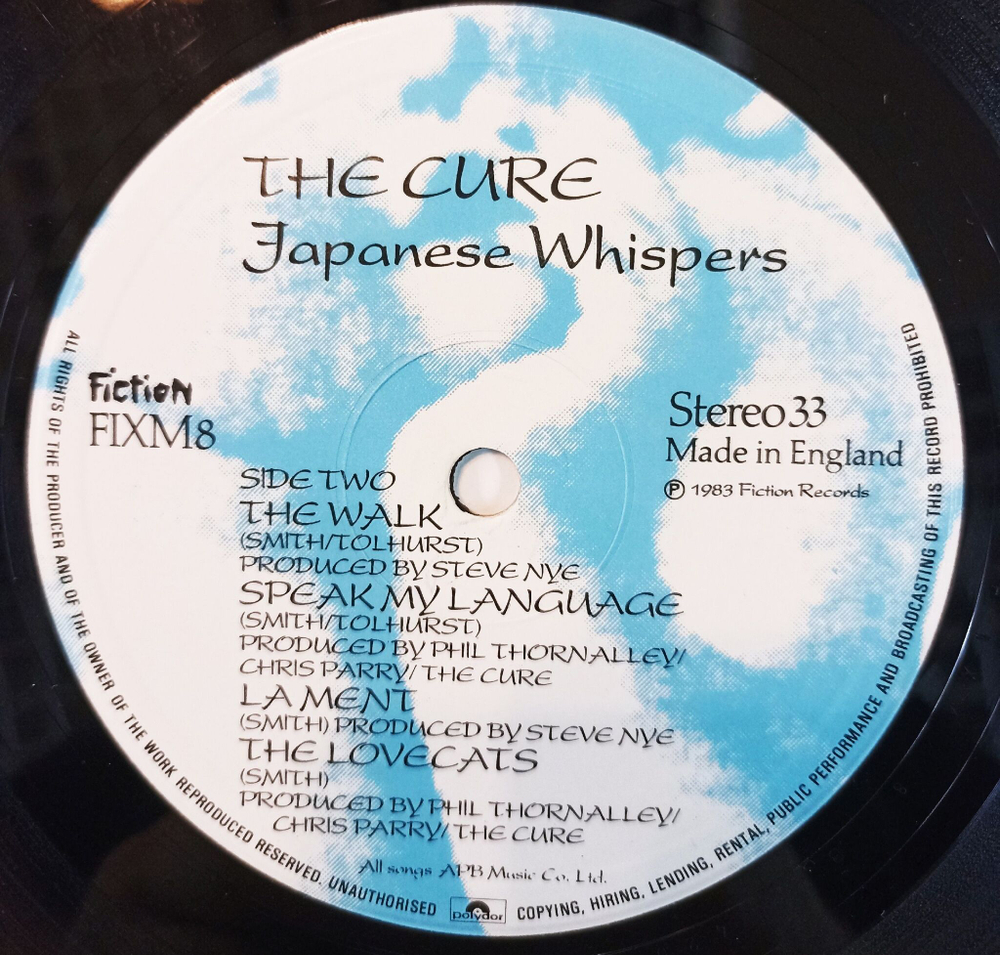 THE CURE
Japanese Whispers
Fiction
FIXM8
Stereo 33
Made in England
Ⓟ 1983 Fiction Records
SIDE TWO
THE WALK
(SMITH/TOLHURST)
PRODUCED BY STEVE NYE
SPEAK MY LANGUAGE
(SMITH/TOLHURST)
PRODUCED BY PHIL THORNALLEY/
CHRIS PARRY/THE CURE
LA MENT
(SMITH) PRODUCED BY STEVE NYE
THE LOVECATS
(SMITH)
PRODUCED BY PHIL THORNALLEY/
CHRIS PARRY/THE CURE
All songs APB Music Co. Ltd.
ALL RIGHTS OF THE PRODUCER AND OF THE OWNER OF THE WORK REPRODUCED RESERVED. UNAUTHORISED
polydor
COPYING, HIRING, LENDING, RENTAL, PUBLIC PERFORMANCE AND BROADCASTING OF THIS RECORD PROHIBITED